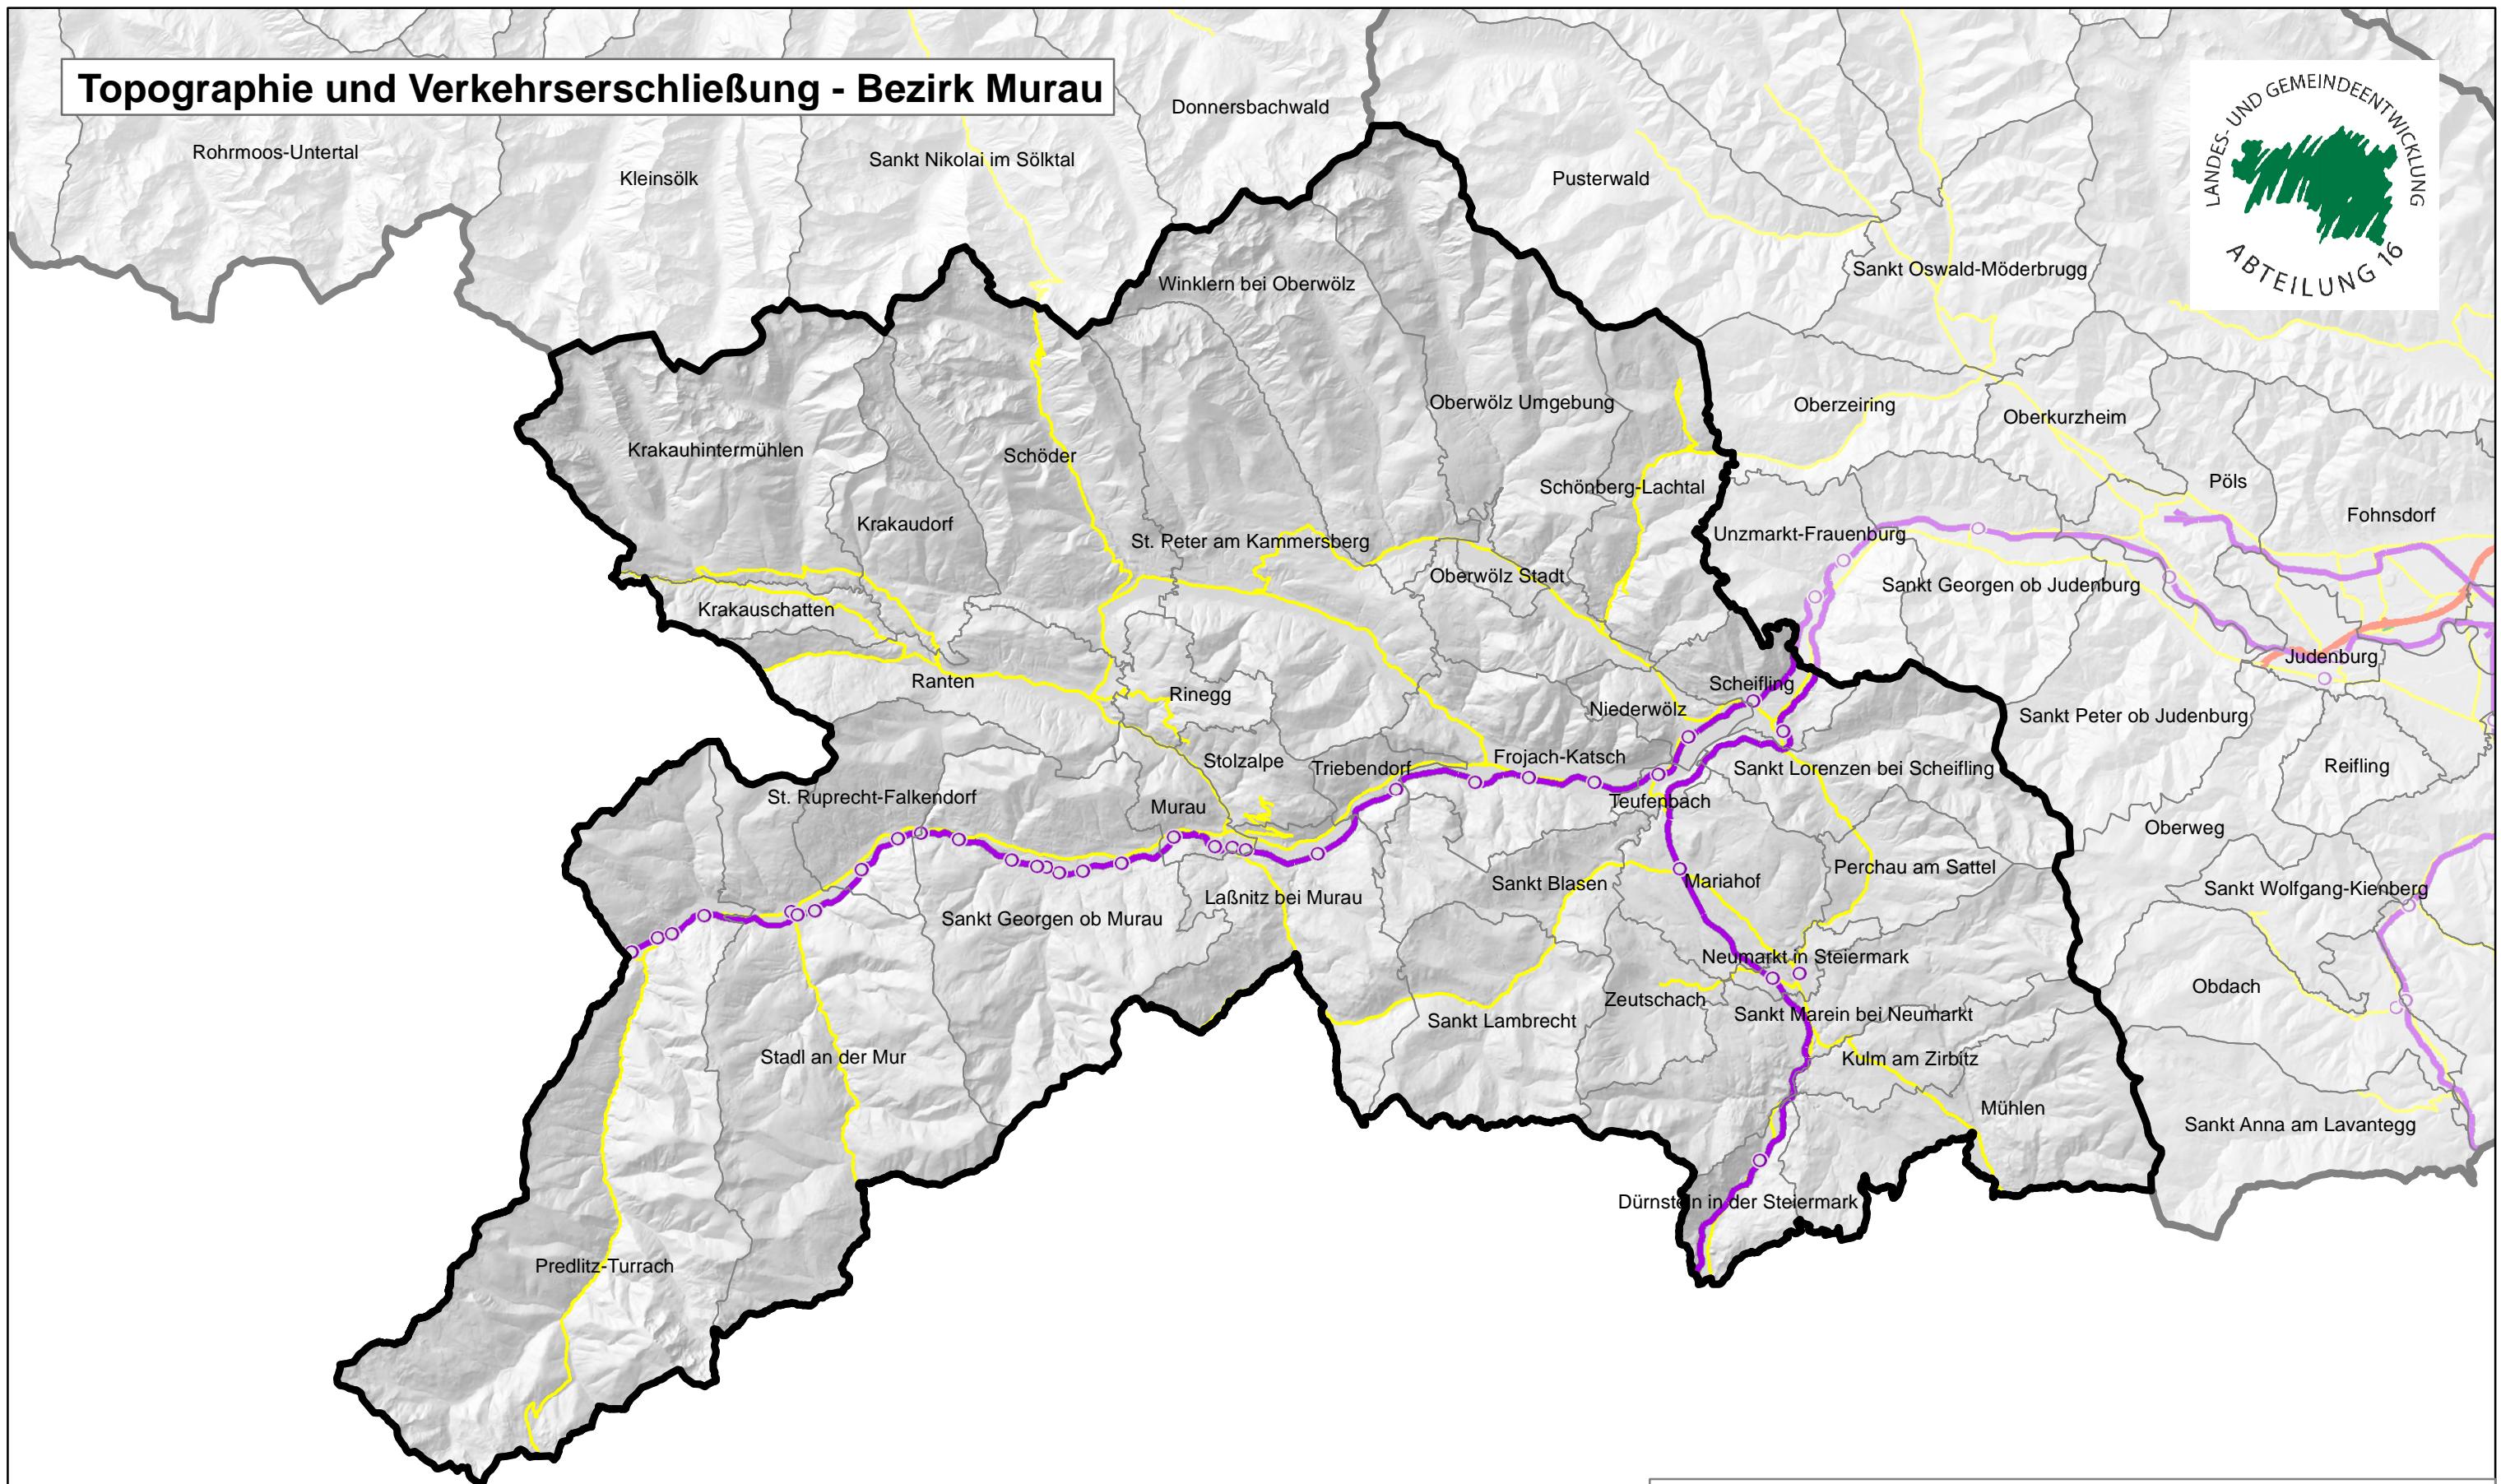 Topographie und Verkehrserschließung - Bezirk Murau
LANDES- UND GEMEINDEENTWICKLUNG
ABTEILUNG 16
Donnersbachwald
Rohrmoos-Untertal
Sankt Nikolai im Sölktal
Kleinsölk
Pusterwald
Sankt Oswald-Möderbrugg
Winklern bei Oberwölz
Oberwölz Umgebung
Oberzeiring
Oberkurzheim
Krakauhintermühlen
Schöder
Schönberg-Lachtal
Pöls
Fohnsdorf
Krakaudorf
St. Peter am Kammersberg
Unzmarkt-Frauenburg
Oberwölz Stadt
Sankt Georgen ob Judenburg
Krakauschatten
Judenburg
Ranten
Rinegg
Scheifling
Niederwölz
Sankt Peter ob Judenburg
Stolzalpe
Triebendorf
Frojach-Katsch
Sankt Lorenzen bei Scheifling
Reifling
St. Ruprecht-Falkendorf
Murau
Teufenbach
Oberweg
Perchau am Sattel
Sankt Blasen
Mariahof
Sankt Wolfgang-Kienberg
Laßnitz bei Murau
Sankt Georgen ob Murau
Neumarkt in Steiermark
Obdach
Zeutschach
Sankt Marein bei Neumarkt
Sankt Lambrecht
Stadl an der Mur
Kulm am Zirbitz
Mühlen
Sankt Anna am Lavantegg
Dürnstein in der Steiermark
Predlitz-Turrach